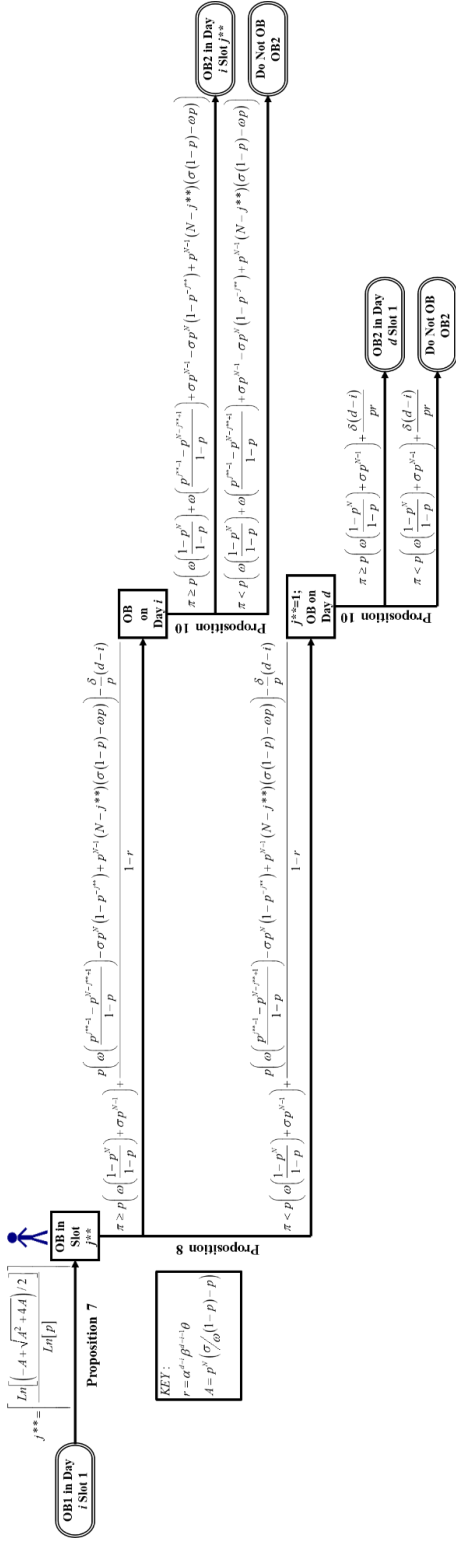 OB1 in Day
i Slot 1
j** = ⌈ Ln[(−A + √(A² + 4A)) / 2] / Ln[p] ⌉
Proposition 7
OB in
Slot
j**
KEY:
r = α^{d−i} β^{d−i−1} θ
A = p^N (σ/ω (1−p) − p)
Proposition 8
π ≥ p( ω( (1−p^N) / (1−p) ) + σp^{N−1} ) + [ p( ω( (p^{j**−1} − p^{N−j**+1}) / (1−p) ) − σp^N (1−p^{−j**}) + p^{N−1}(N−j**)(σ(1−p)−ωp) ) − δ/p (d−i) ] / (1−r)
OB
on
Day i
π < p( ω( (1−p^N) / (1−p) ) + σp^{N−1} ) + [ p( ω( (p^{j**−1} − p^{N−j**+1}) / (1−p) ) − σp^N (1−p^{−j**}) + p^{N−1}(N−j**)(σ(1−p)−ωp) ) − δ/p (d−i) ] / (1−r)
j**=1;
OB on
Day d
Proposition 10
π ≥ p( ω( (1−p^N) / (1−p) ) + ω( (p^{j**−1} − p^{N−j**+1}) / (1−p) ) + σp^{N−1} − σp^N (1−p^{−j**}) + p^{N−1}(N−j**)(σ(1−p)−ωp) )
OB2 in Day
i Slot j**
π < p( ω( (1−p^N) / (1−p) ) + ω( (p^{j**−1} − p^{N−j**+1}) / (1−p) ) + σp^{N−1} − σp^N (1−p^{−j**}) + p^{N−1}(N−j**)(σ(1−p)−ωp) )
Do Not OB
OB2
Proposition 10
π ≥ p( ω( (1−p^N) / (1−p) ) + σp^{N−1} ) + δ(d−i) / pr
OB2 in Day
d Slot 1
π < p( ω( (1−p^N) / (1−p) ) + σp^{N−1} ) + δ(d−i) / pr
Do Not OB
OB2